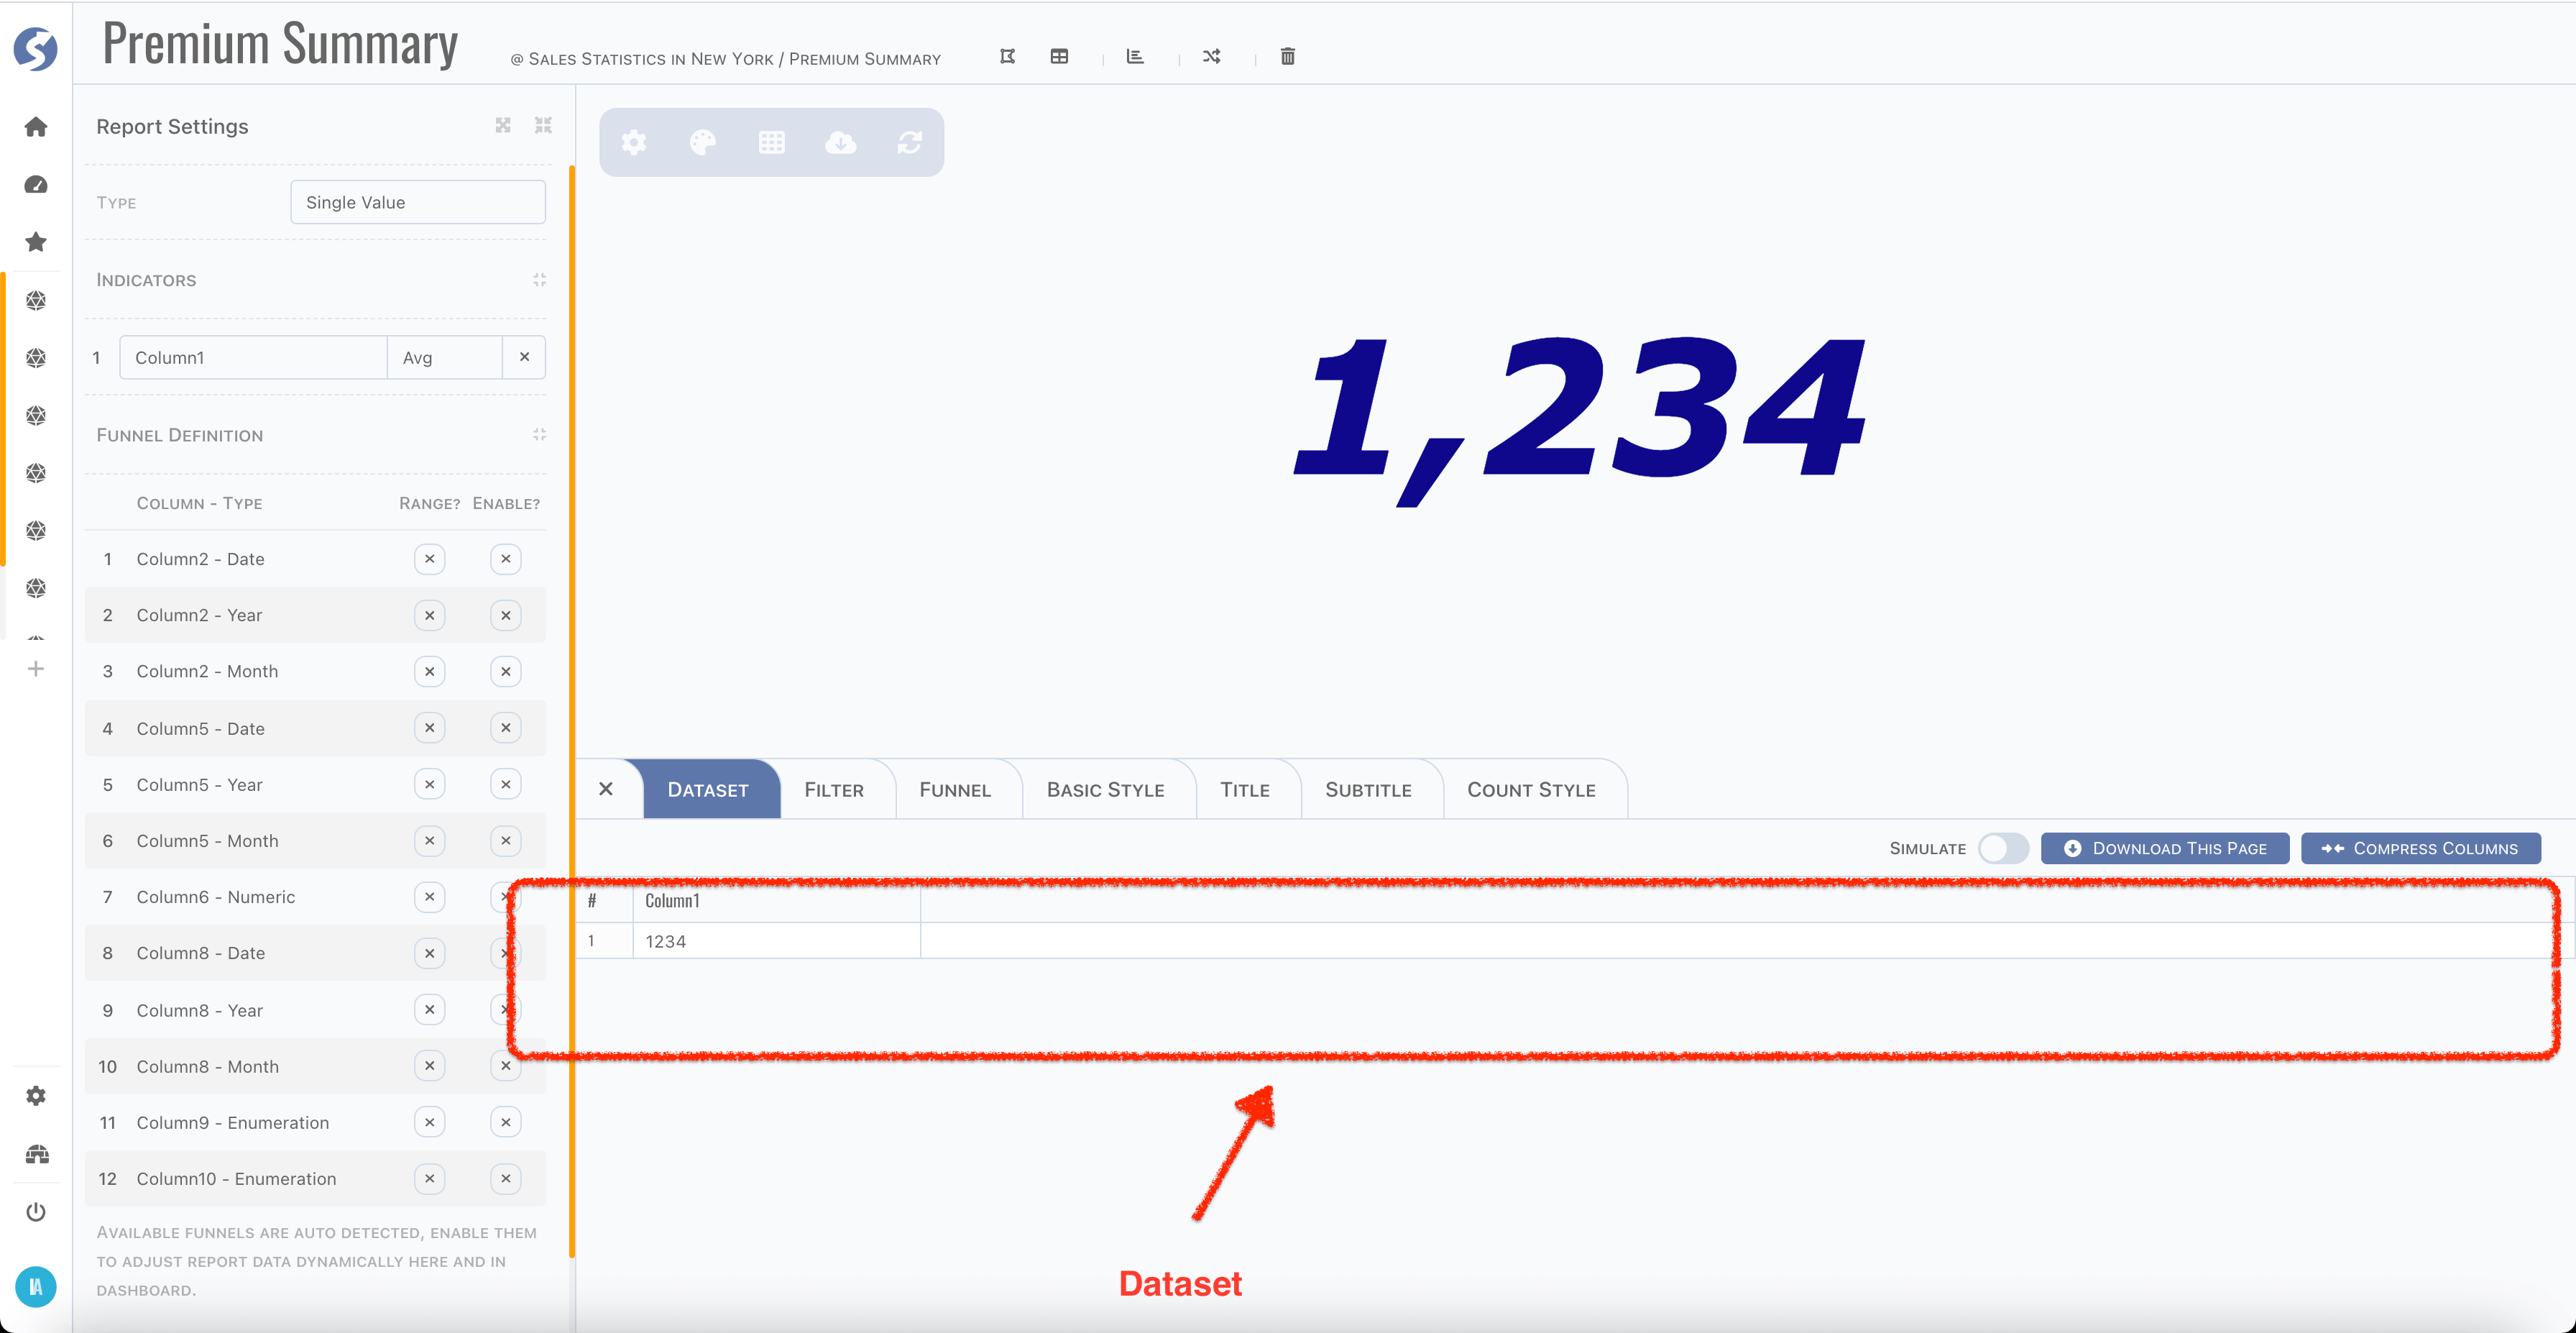 Premium Summary
@ Sales Statistics in New York / Premium Summary
Report Settings
Type
Single Value
Indicators
1 Column1 Avg
Funnel Definition
Column - Type Range? Enable?
1 Column2 - Date
2 Column2 - Year
3 Column2 - Month
4 Column5 - Date
5 Column5 - Year
6 Column5 - Month
7 Column6 - Numeric
8 Column8 - Date
9 Column8 - Year
10 Column8 - Month
11 Column9 - Enumeration
12 Column10 - Enumeration
Available funnels are auto detected, enable them
to adjust report data dynamically here and in
dashboard.
IA
1,234
Dataset Filter Funnel Basic Style Title Subtitle Count Style
Simulate Download This Page Compress Columns
# Column1
1 1234
Dataset